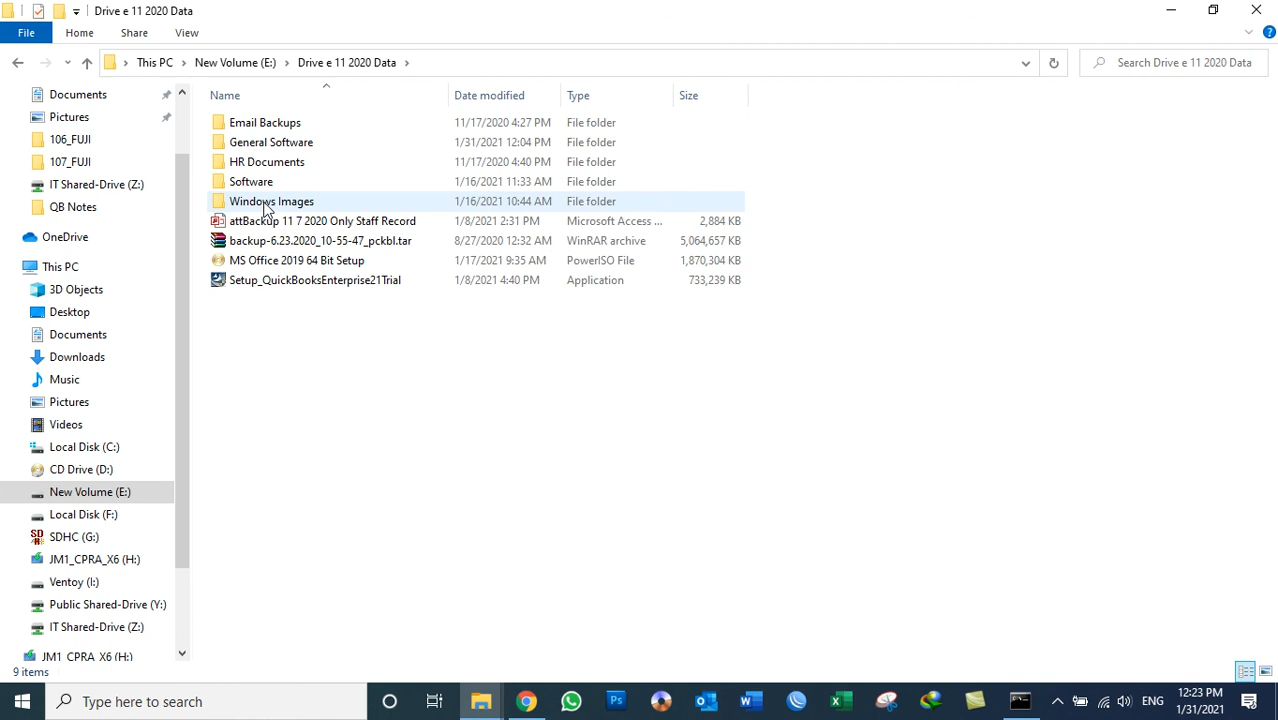 Drive e 11 2020 Data
File Home Share View
This PC New Volume (E:) Drive e 11 2020 Data Search Drive e 11 2020 Data
Name Date modified Type Size
Email Backups 11/17/2020 4:27 PM File folder
General Software 1/31/2021 12:04 PM File folder
HR Documents 11/17/2020 4:40 PM File folder
Software 1/16/2021 11:33 AM File folder
Windows Images 1/16/2021 10:44 AM File folder
attBackup 11 7 2020 Only Staff Record 1/8/2021 2:31 PM Microsoft Access ... 2,884 KB
backup-6.23.2020_10-55-47_pckbl.tar 8/27/2020 12:32 AM WinRAR archive 5,064,657 KB
MS Office 2019 64 Bit Setup 1/17/2021 9:35 AM PowerISO File 1,870,304 KB
Setup_QuickBooksEnterprise21Trial 1/8/2021 4:40 PM Application 733,239 KB
Documents
Pictures
106_FUJI
107_FUJI
IT Shared-Drive (Z:)
QB Notes
OneDrive
This PC
3D Objects
Desktop
Documents
Downloads
Music
Pictures
Videos
Local Disk (C:)
CD Drive (D:)
New Volume (E:)
Local Disk (F:)
SDHC (G:)
JM1_CPRA_X6 (H:)
Ventoy (I:)
Public Shared-Drive (Y:)
IT Shared-Drive (Z:)
JM1_CPRA_X6 (H:)
9 items
Type here to search
Ps
ENG
12:23 PM
1/31/2021